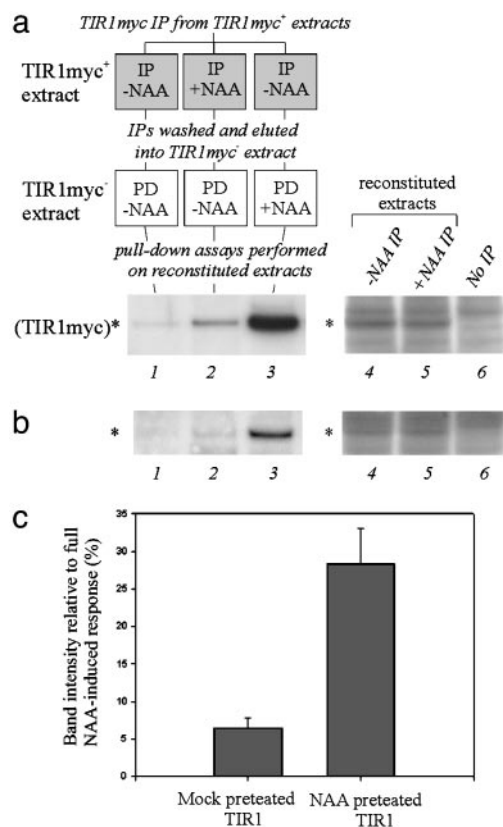 a
TIR1myc IP from TIR1myc⁺ extracts
TIR1myc⁺ extract
IP -NAA
IP +NAA
IP -NAA
IPs washed and eluted into TIR1myc⁻ extract
TIR1myc⁻ extract
PD -NAA
PD -NAA
PD +NAA
pull-down assays performed on reconstituted extracts
reconstituted extracts
-NAA IP
+NAA IP
No IP
(TIR1myc) *
*
1 2 3 4 5 6
b
* *
1 2 3 4 5 6
c
Band intensity relative to full NAA-induced response (%)
35
30
25
20
15
10
5
0
Mock preteated TIR1
NAA preteated TIR1